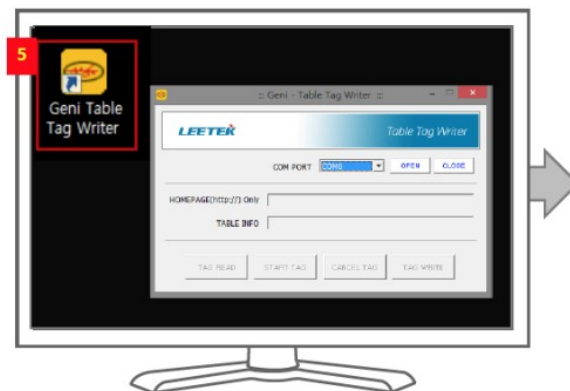 5
Geni Table
Tag Writer
:: Geni - Table Tag Writer ::
LEETEK
Table Tag Writer
COM PORT COM6 OPEN CLOSE
HOMEPAGE(http://) Only
TABLE INFO
TAG READ START TAG CANCEL TAG TAG WRITE